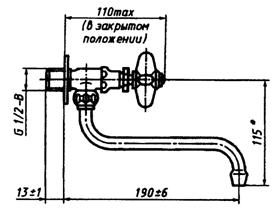 110max
(в закрытом
положении)
G 1/2-B
115*
13±1
190±6